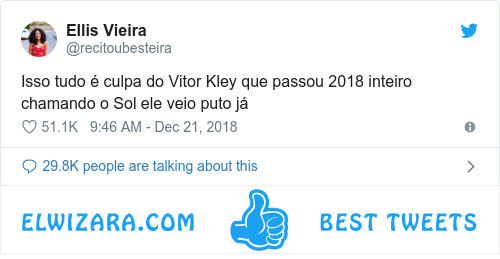 Ellis Vieira
@recitoubesteira
Isso tudo é culpa do Vitor Kley que passou 2018 inteiro
chamando o Sol ele veio puto já
51.1K 9:46 AM - Dec 21, 2018
29.8K people are talking about this
ELWIZARA.COM BEST TWEETS